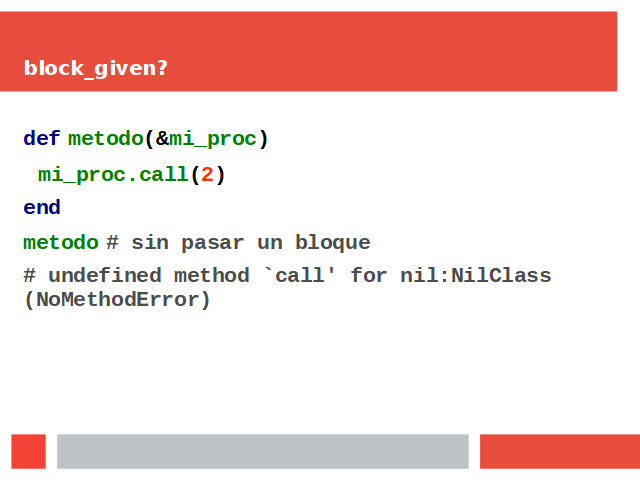 block_given?
def metodo(&mi_proc)
mi_proc.call(2)
end
metodo # sin pasar un bloque
# undefined method `call' for nil:NilClass
(NoMethodError)